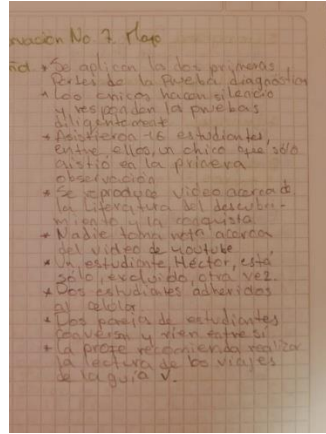 vación No 7. Mayo
* Se aplican las dos primeras
Partes de la Prueba diagnóstica
* Los chicos hacen silencio
y responden la pruebas
diligentement
* Asistieron 16 estudiantes,
entre ellos, un chico que sólo
asistió en la primera
observación
* Se reproduce video acerca de
la literatura del descubri-
miento y la conquista
* Nadie toma nota acerca
del video de youtube
* Un estudiante, Héctor, está
sólo, excluido, otra vez.
* Dos estudiantes adheridos
al celular
* Dos parejas de estudiantes
conversan y rien entre sí
* La profe recomienda realizar
la lectura de los viajes
de la guía V.